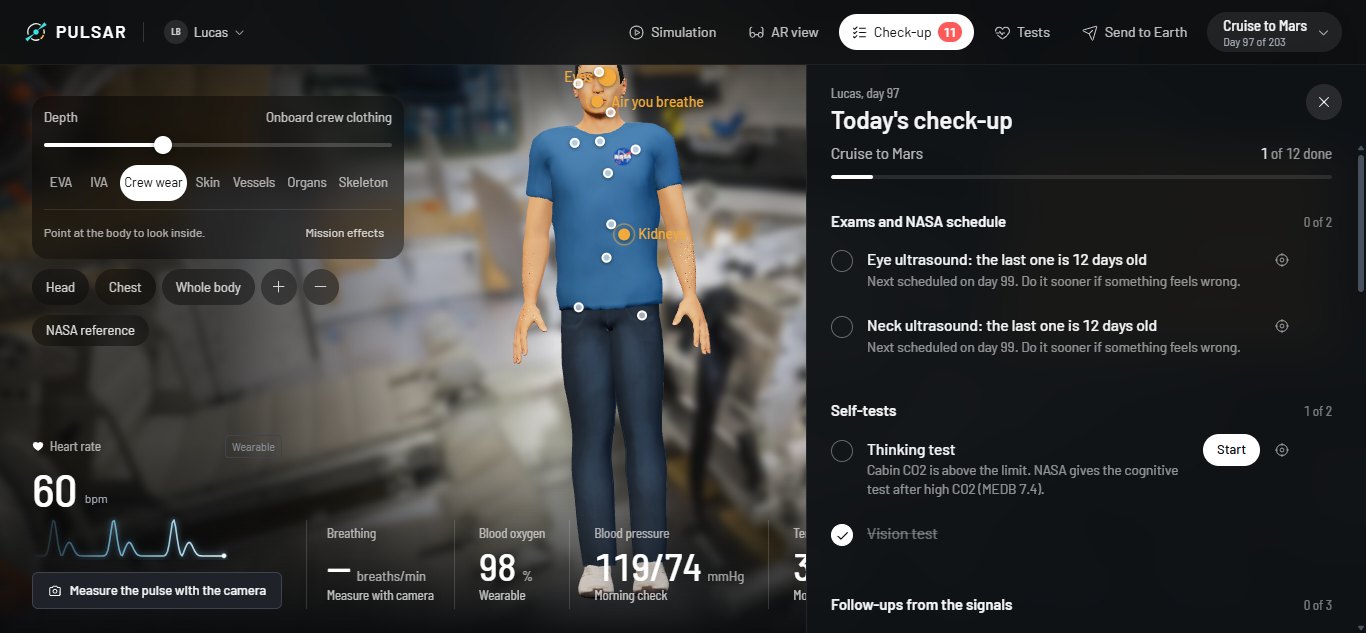 PULSAR
LB Lucas
Simulation
AR view
Check-up 11
Tests
Send to Earth
Cruise to Mars
Day 97 of 203
Depth
Onboard crew clothing
EVA IVA Crew wear Skin Vessels Organs Skeleton
Point at the body to look inside.
Mission effects
Head
Chest
Whole body
NASA reference
Eyes
Air you breathe
NASA
Kidneys
Heart rate
Wearable
60 bpm
Measure the pulse with the camera
Breathing
— breaths/min
Measure with camera
Blood oxygen
98 %
Wearable
Blood pressure
119/74 mmHg
Morning check
Lucas, day 97
Today's check-up
Cruise to Mars
1 of 12 done
Exams and NASA schedule
0 of 2
Eye ultrasound: the last one is 12 days old
Next scheduled on day 99. Do it sooner if something feels wrong.
Neck ultrasound: the last one is 12 days old
Next scheduled on day 99. Do it sooner if something feels wrong.
Self-tests
1 of 2
Thinking test
Start
Cabin CO2 is above the limit. NASA gives the cognitive
test after high CO2 (MEDB 7.4).
Vision test
Follow-ups from the signals
0 of 3